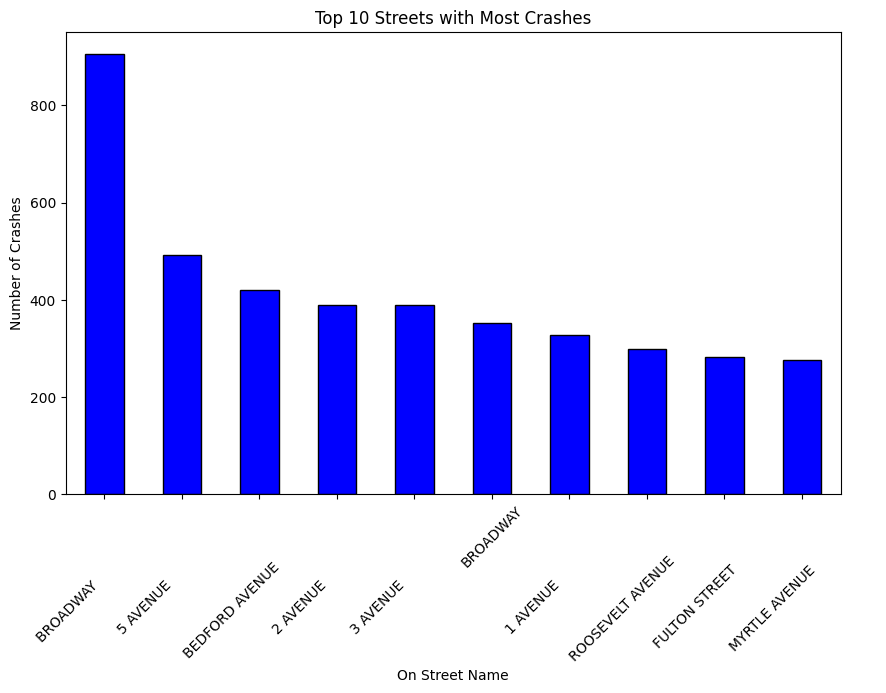 Top 10 Streets with Most Crashes
Number of Crashes
800
600
400
200
0
BROADWAY
5 AVENUE
BEDFORD AVENUE
2 AVENUE
3 AVENUE
BROADWAY
1 AVENUE
ROOSEVELT AVENUE
FULTON STREET
MYRTLE AVENUE
On Street Name